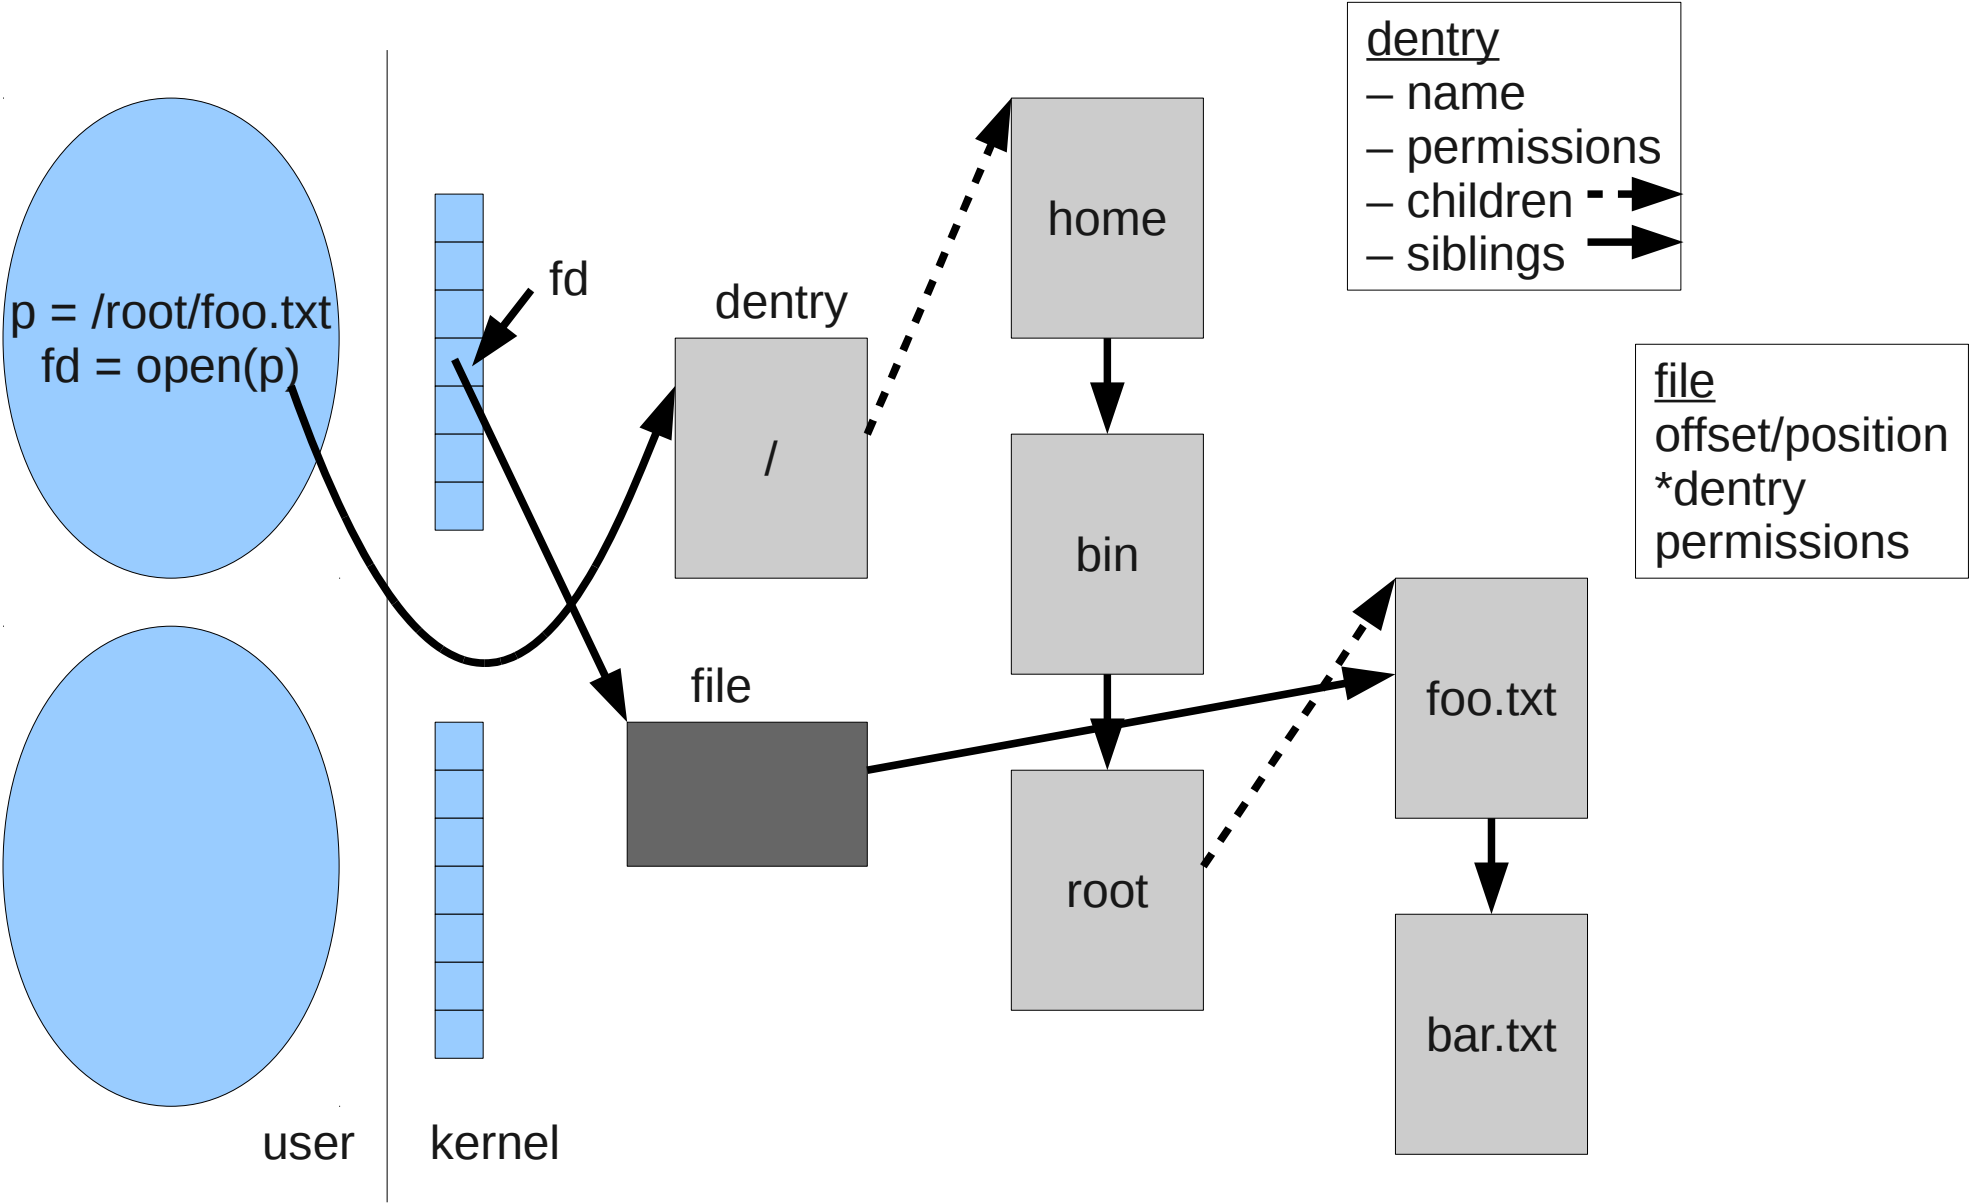 p = /root/foo.txt
fd = open(p)
fd
dentry
/
file
home
bin
root
foo.txt
bar.txt
dentry
– name
– permissions
– children
– siblings
file
offset/position
*dentry
permissions
user
kernel